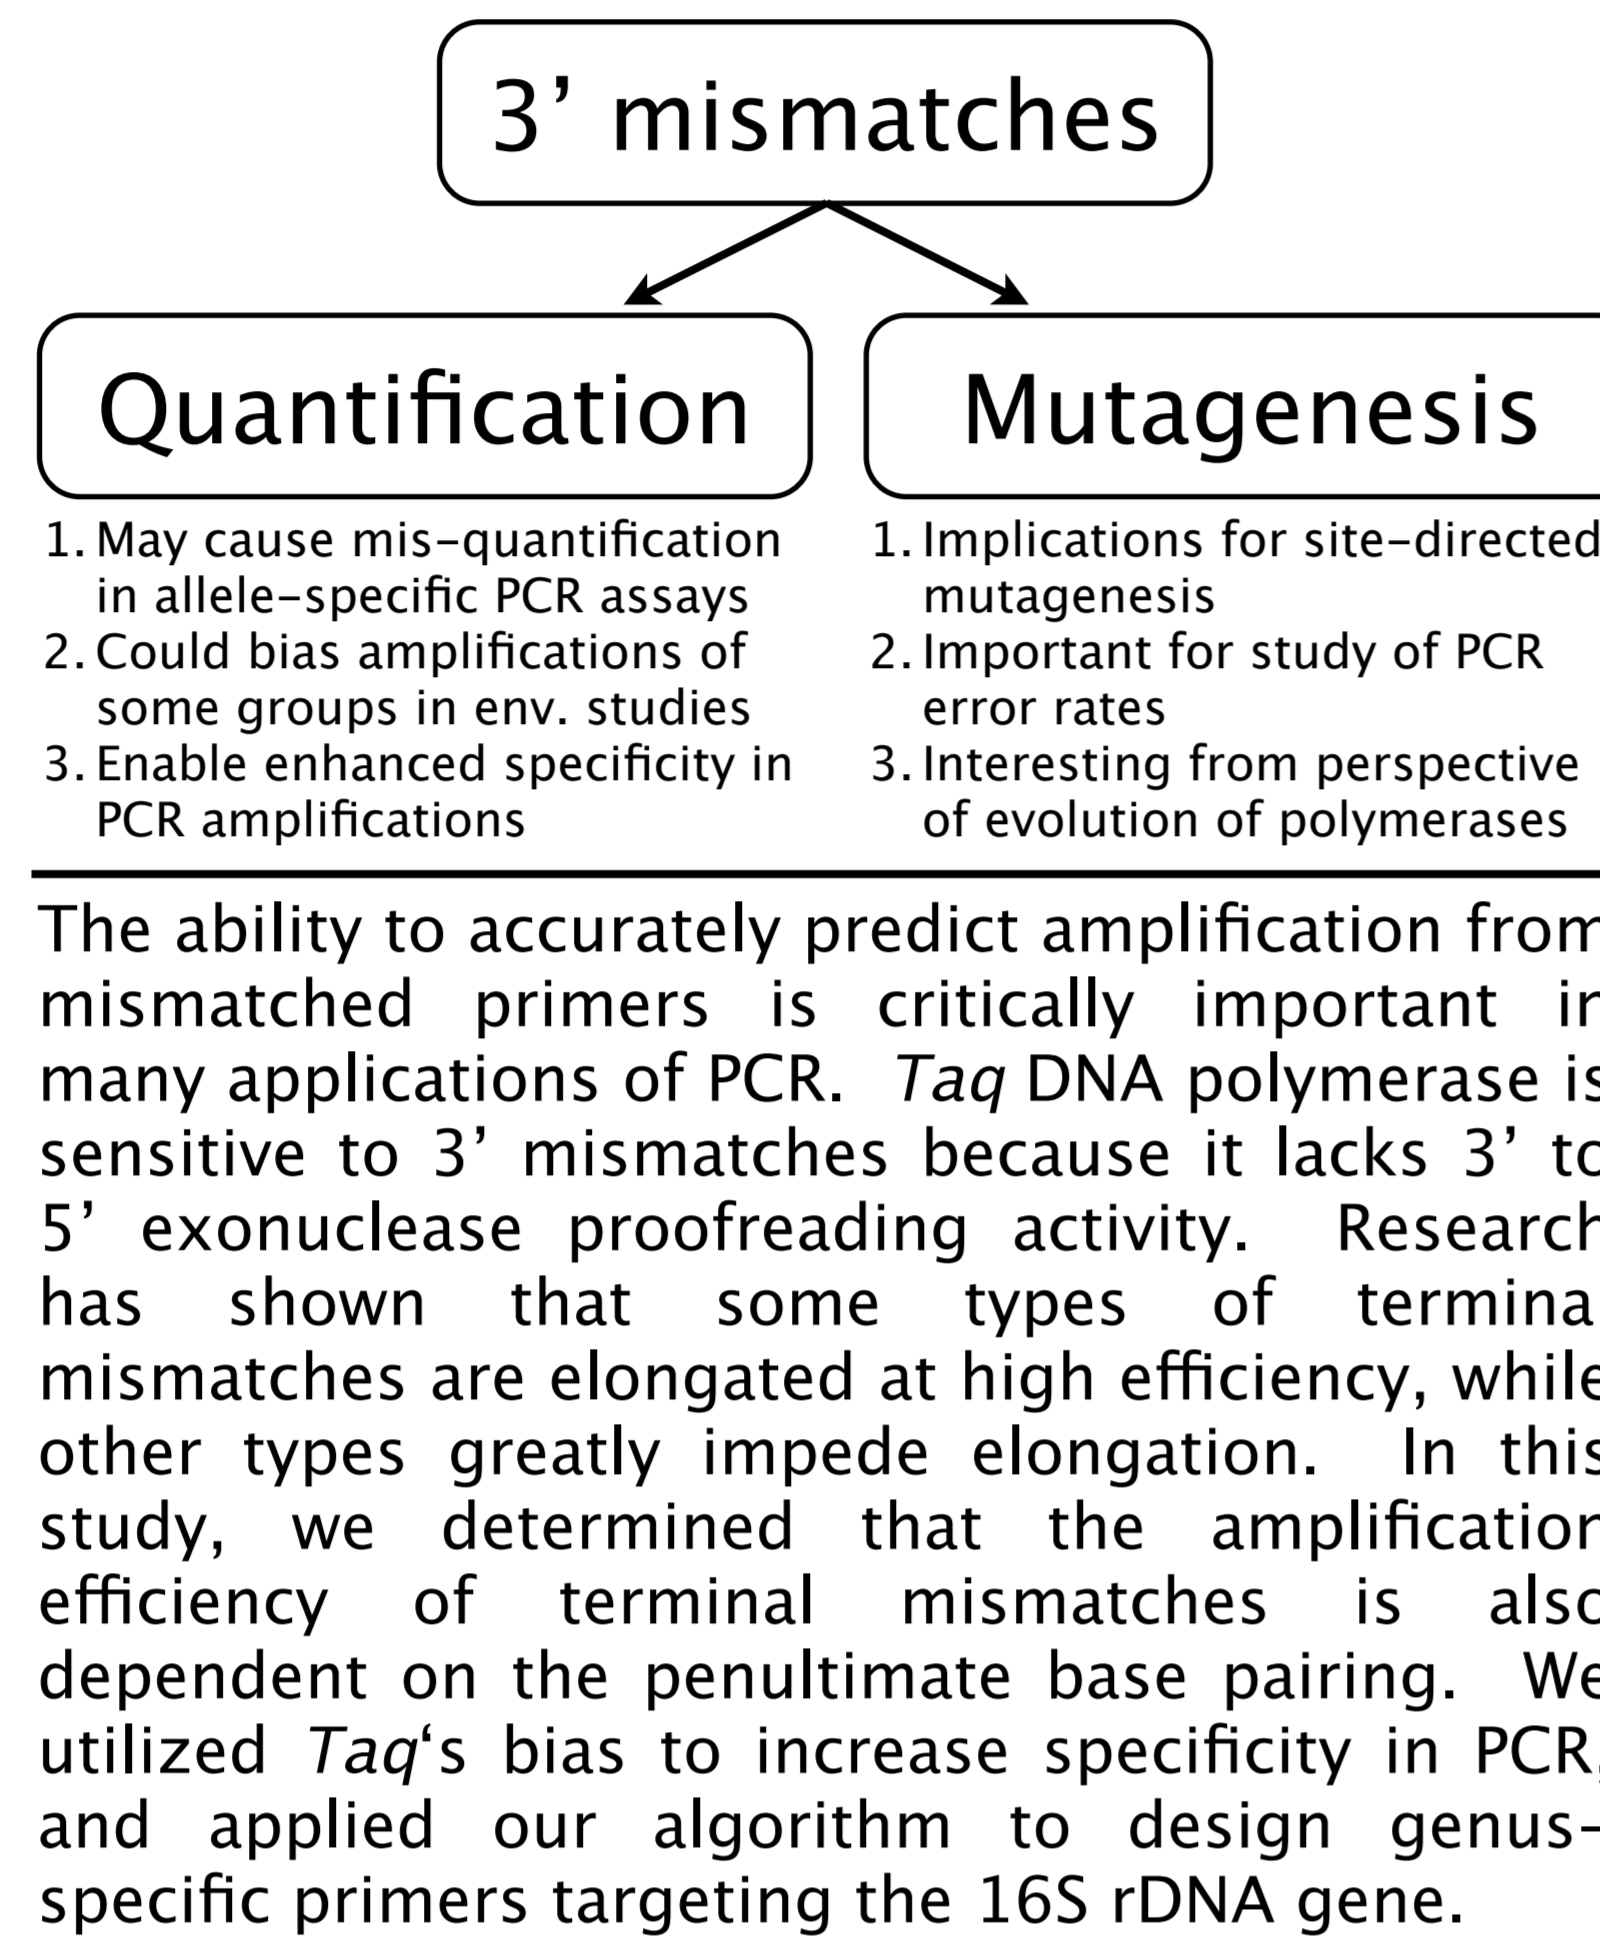 3’ mismatches
Quantification
Mutagenesis
1. May cause mis-quantification
in allele-specific PCR assays
2. Could bias amplifications of
some groups in env. studies
3. Enable enhanced specificity in
PCR amplifications
1. Implications for site-directed
mutagenesis
2. Important for study of PCR
error rates
3. Interesting from perspective
of evolution of polymerases
The ability to accurately predict amplification from
mismatched primers is critically important in
many applications of PCR. Taq DNA polymerase is
sensitive to 3’ mismatches because it lacks 3’ to
5’ exonuclease proofreading activity. Research
has shown that some types of terminal
mismatches are elongated at high efficiency, while
other types greatly impede elongation. In this
study, we determined that the amplification
efficiency of terminal mismatches is also
dependent on the penultimate base pairing. We
utilized Taq‘s bias to increase specificity in PCR,
and applied our algorithm to design genus-
specific primers targeting the 16S rDNA gene.